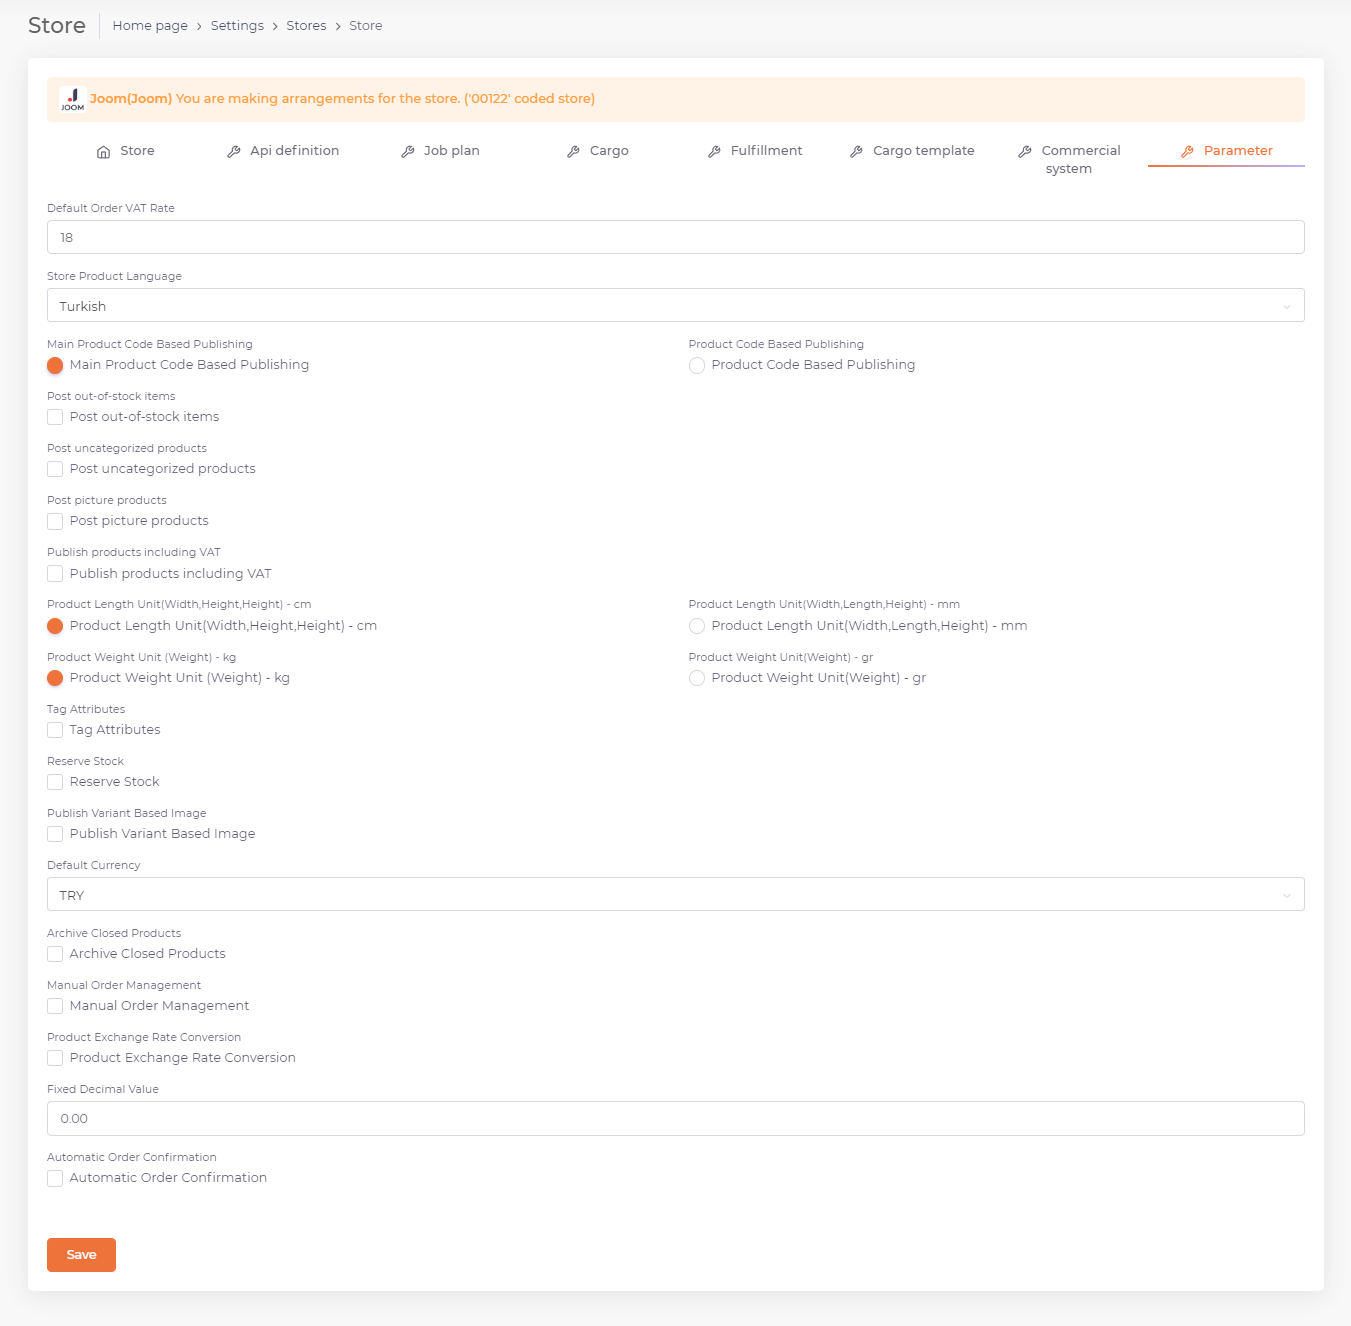 Store
Home page > Settings > Stores > Store
JOOM
Joom(Joom) You are making arrangements for the store. ('00122' coded store)
Store
Api definition
Job plan
Cargo
Fulfillment
Cargo template
Commercial
system
Parameter
Default Order VAT Rate
18
Store Product Language
Turkish
Main Product Code Based Publishing
Product Code Based Publishing
Main Product Code Based Publishing
Product Code Based Publishing
Post out-of-stock items
Post out-of-stock items
Post uncategorized products
Post uncategorized products
Post picture products
Post picture products
Publish products including VAT
Publish products including VAT
Product Length Unit(Width,Height,Height) - cm
Product Length Unit(Width,Length,Height) - mm
Product Length Unit(Width,Height,Height) - cm
Product Length Unit(Width,Length,Height) - mm
Product Weight Unit (Weight) - kg
Product Weight Unit(Weight) - gr
Product Weight Unit (Weight) - kg
Product Weight Unit(Weight) - gr
Tag Attributes
Tag Attributes
Reserve Stock
Reserve Stock
Publish Variant Based Image
Publish Variant Based Image
Default Currency
TRY
Archive Closed Products
Archive Closed Products
Manual Order Management
Manual Order Management
Product Exchange Rate Conversion
Product Exchange Rate Conversion
Fixed Decimal Value
0.00
Automatic Order Confirmation
Automatic Order Confirmation
Save